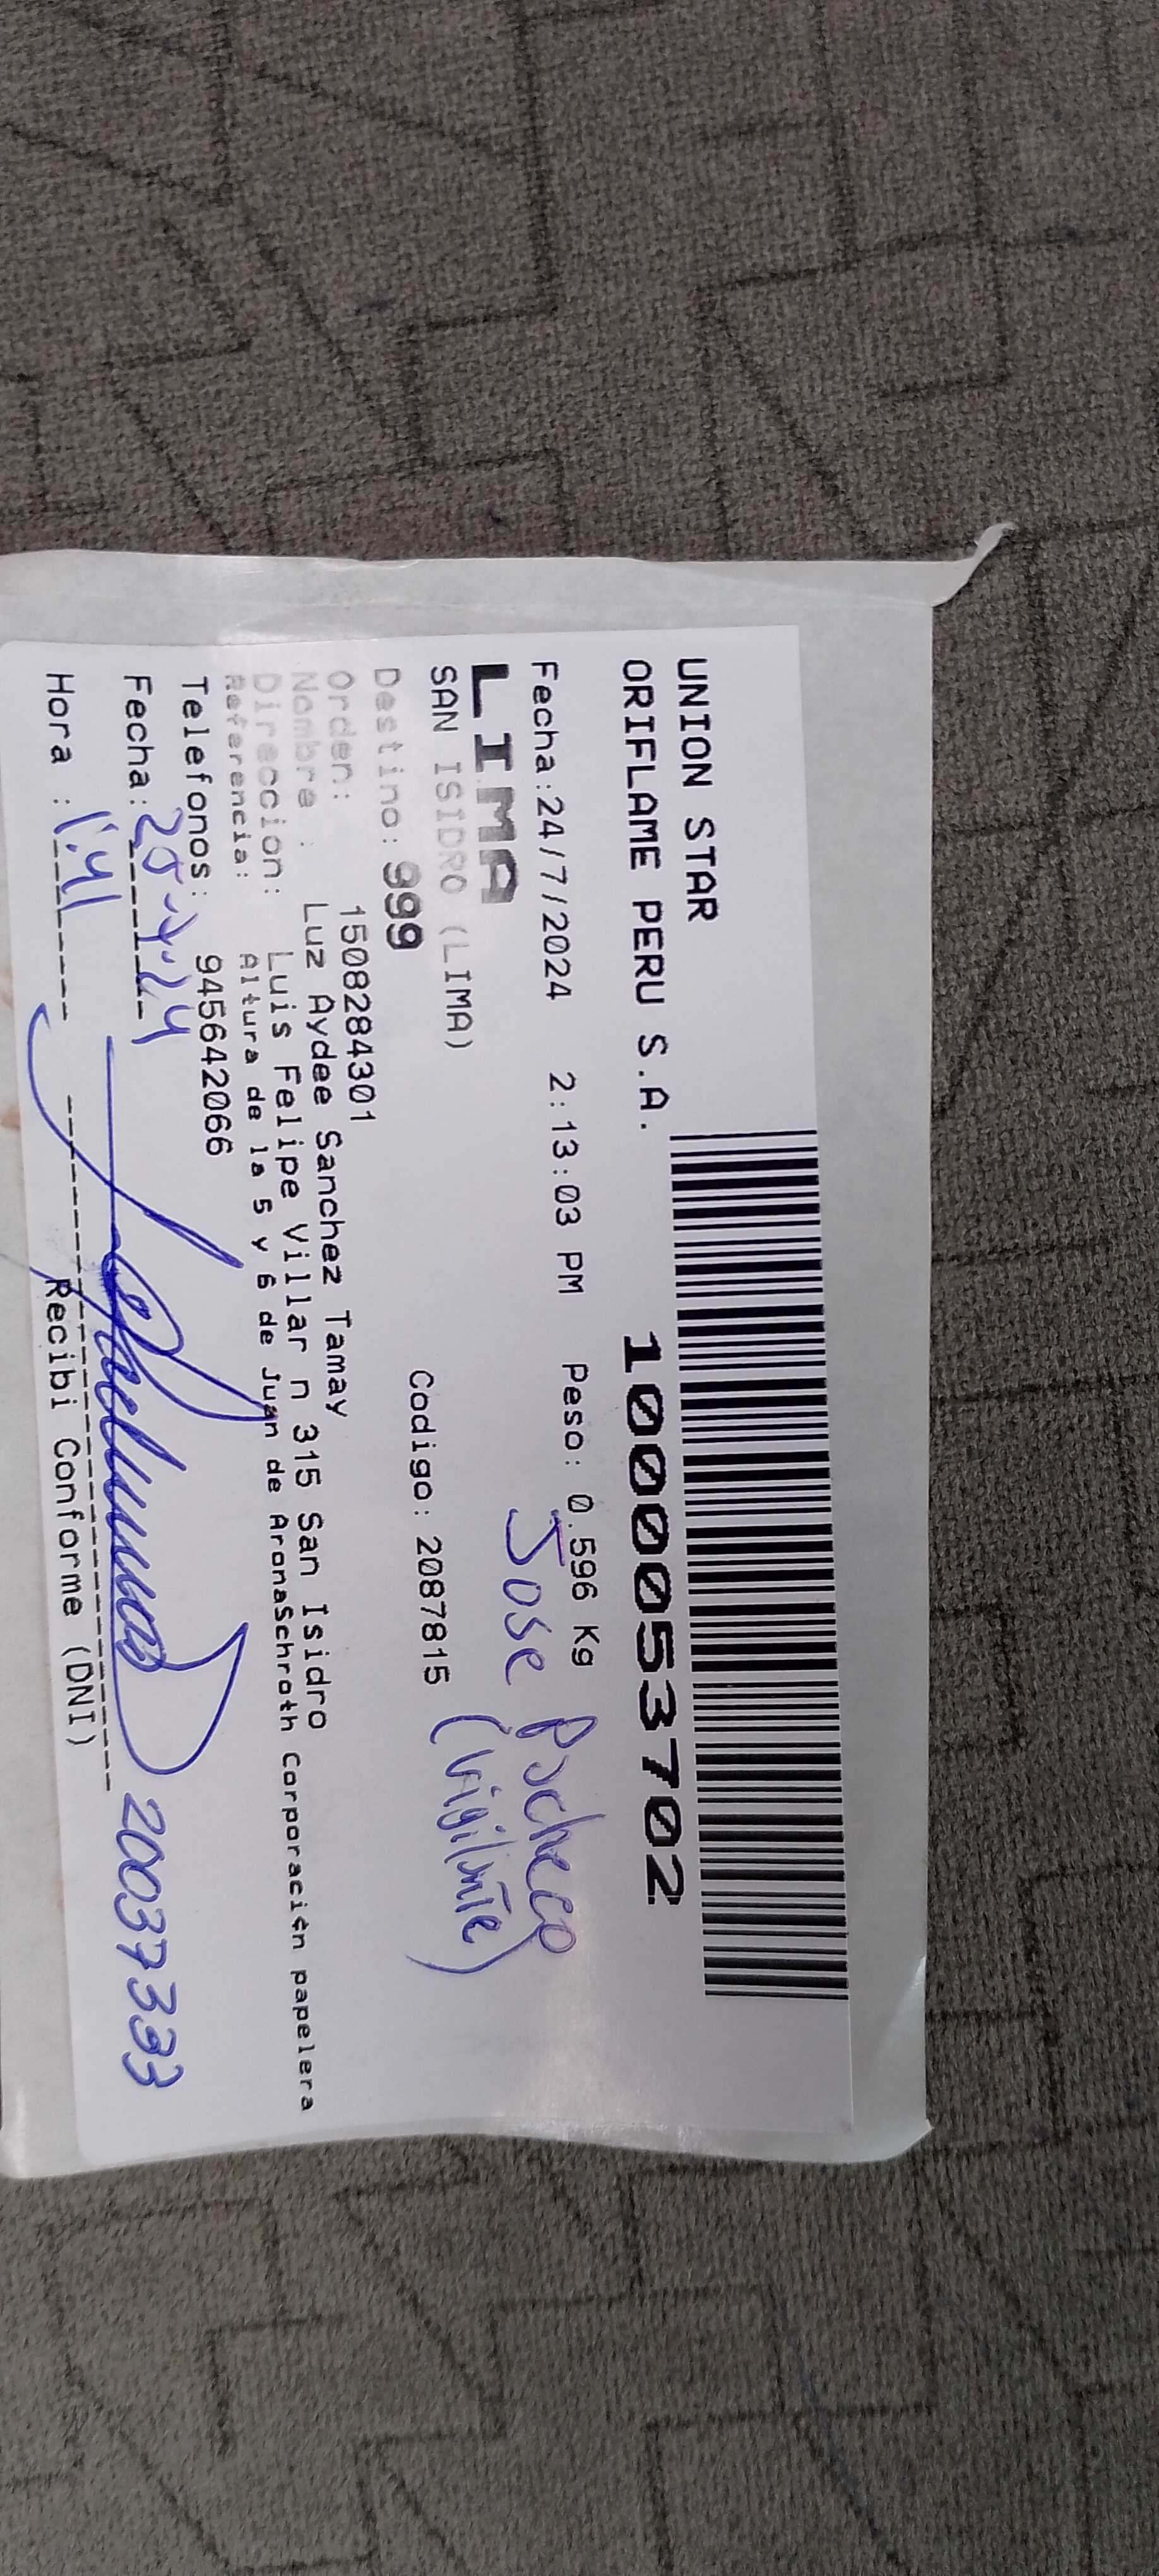 UNION STAR
ORIFLAME PERU S.A.
1000053702
Fecha:24/7/2024 2:13:03 PM Peso: 0.596 Kg
LIMA
Jose Pacheco
SAN ISIDRO (LIMA)
(Vigilante)
Destino: 999 Codigo: 2087815
Orden: 1508284301
Nombre : Luz Aydee Sanchez Tamay
Direccion: Luis Felipe Villar n 315 San Isidro
Referencia: Altura de la 5 y 6 de Juan de AronaSchroth Corporación papelera
Telefonos: 945642066
Fecha: 25-7-24
20037333
Hora : 1:41
Recibi Conforme (DNI)